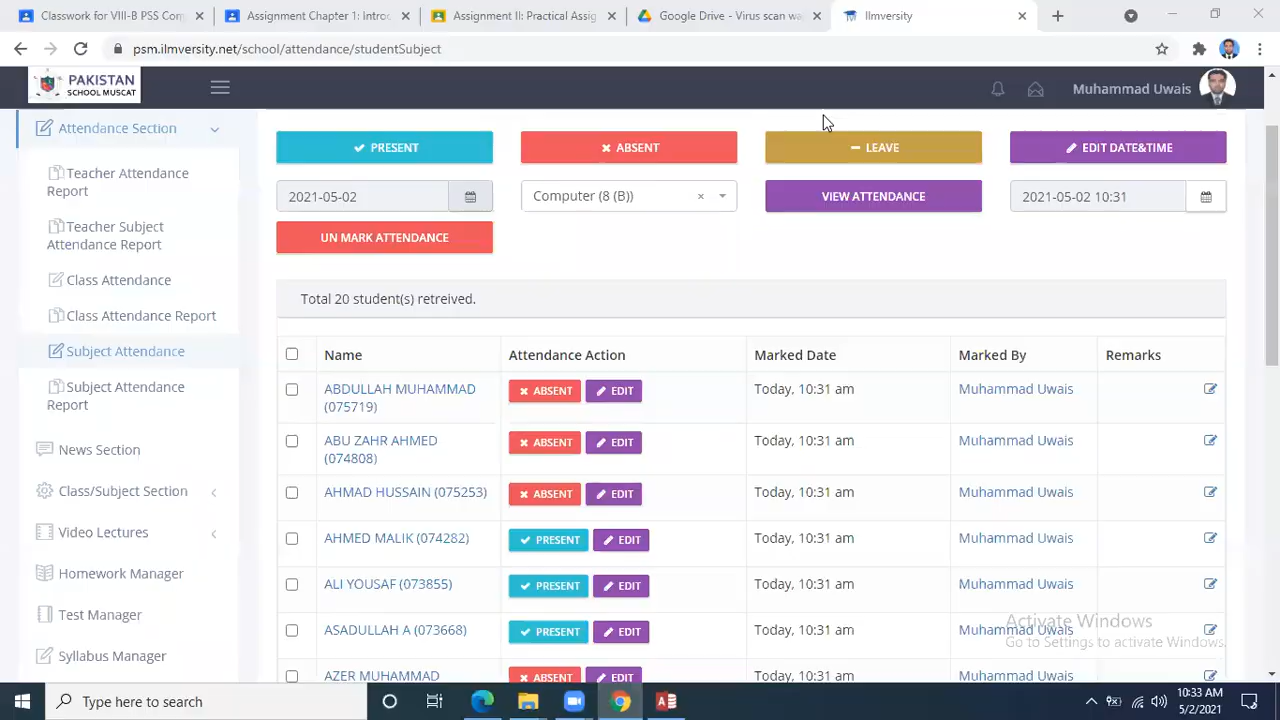 Classwork for VIII-B PSS Com
Assignment Chapter 1: Introd
Assignment II: Practical Assig
Google Drive - Virus scan wa
Ilmversity
psm.ilmversity.net/school/attendance/studentSubject
PAKISTAN
SCHOOL MUSCAT
Muhammad Uwais
Attendance Section
Teacher Attendance
Report
Teacher Subject
Attendance Report
Class Attendance
Class Attendance Report
Subject Attendance
Subject Attendance
Report
News Section
Class/Subject Section
Video Lectures
Homework Manager
Test Manager
Syllabus Manager
PRESENT ABSENT LEAVE EDIT DATE&TIME
2021-05-02 Computer (8 (B)) × VIEW ATTENDANCE 2021-05-02 10:31
UN MARK ATTENDANCE
Total 20 student(s) retreived.
Name Attendance Action Marked Date Marked By Remarks
ABDULLAH MUHAMMAD ABSENT EDIT Today, 10:31 am Muhammad Uwais
(075719)
ABU ZAHR AHMED ABSENT EDIT Today, 10:31 am Muhammad Uwais
(074808)
AHMAD HUSSAIN (075253) ABSENT EDIT Today, 10:31 am Muhammad Uwais
AHMED MALIK (074282) PRESENT EDIT Today, 10:31 am Muhammad Uwais
ALI YOUSAF (073855) PRESENT EDIT Today, 10:31 am Muhammad Uwais
ASADULLAH A (073668) PRESENT EDIT Today, 10:31 am Muhammad Uwais
AZER MUHAMMAD ABSENT EDIT Today, 10:31 am Muhammad Uwais
Activate Windows
Go to Settings to activate Windows.
Type here to search
10:33 AM
5/2/2021